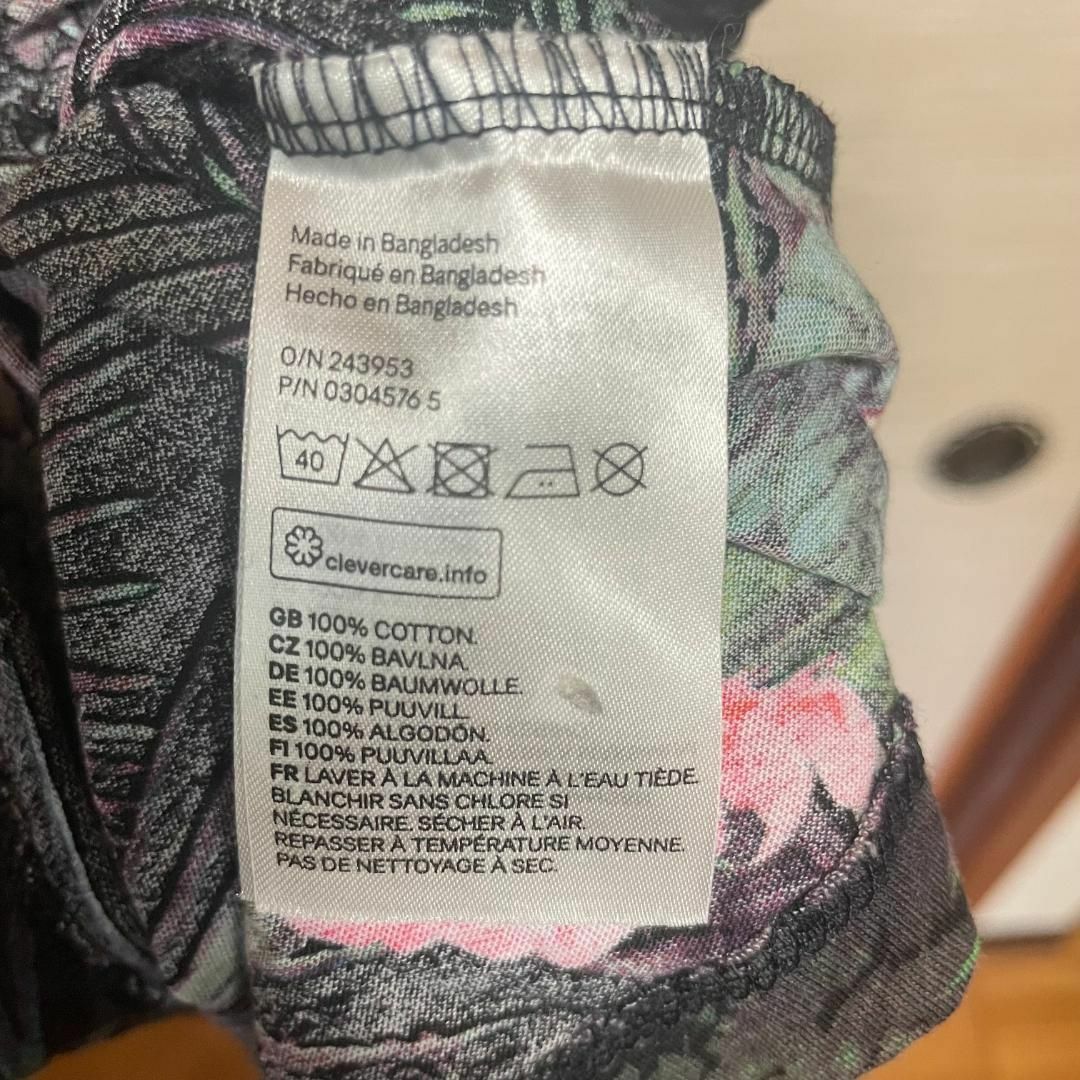 Made in Bangladesh
Fabriqué en Bangladesh
Hecho en Bangladesh
O/N 243953
P/N 0304576 5
40
clevercare.info
GB 100% COTTON.
CZ 100% BAVLNA.
DE 100% BAUMWOLLE.
EE 100% PUUVILL.
ES 100% ALGODÓN.
FI 100% PUUVILLAA.
FR LAVER À LA MACHINE À L'EAU TIÈDE.
BLANCHIR SANS CHLORE SI
NÉCESSAIRE. SÉCHER À L'AIR.
REPASSER À TEMPÉRATURE MOYENNE.
PAS DE NETTOYAGE À SEC.